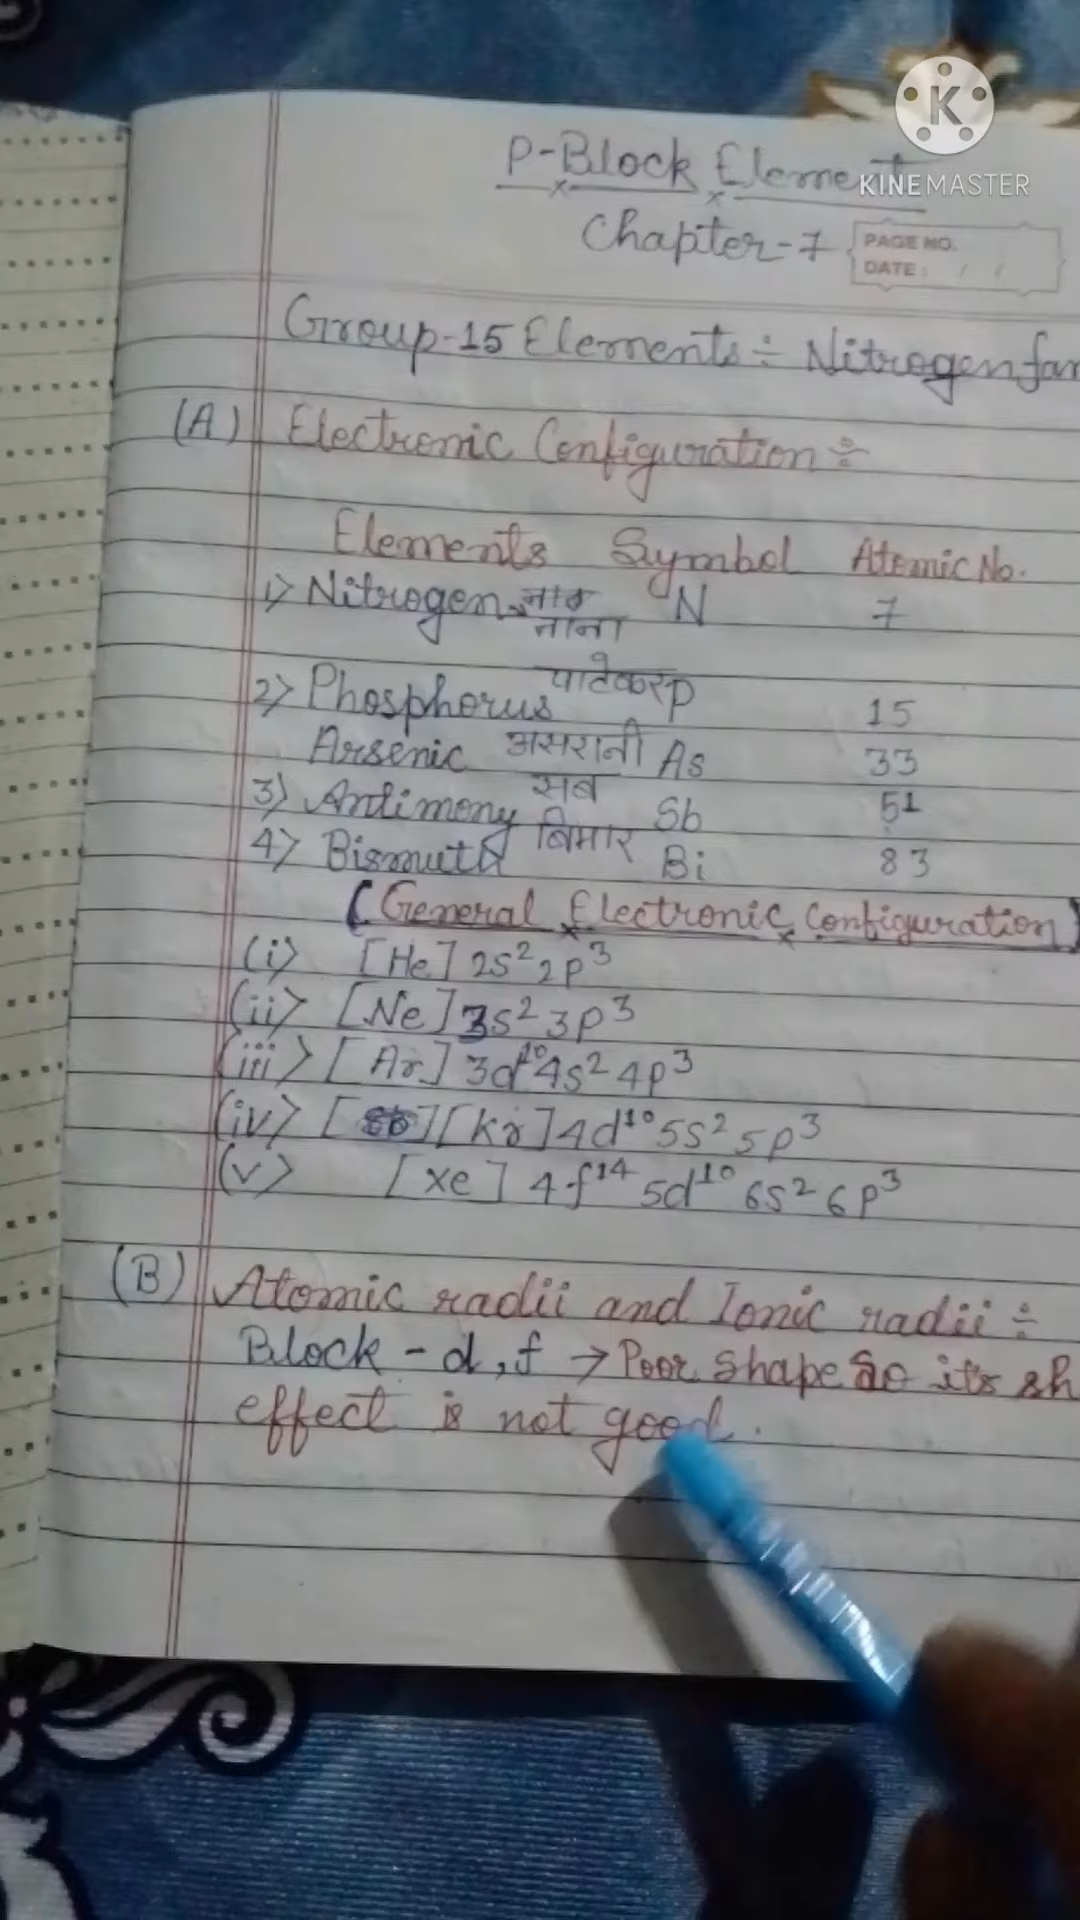 K
KINEMASTER
P-Block Element
Chapter-7
PAGE NO.
DATE: / /
Group-15 Elements ÷ Nitrogen
(A) Electronic Configuration ÷
Elements Symbol Atomic No.
1) Nitrogen N 7
नाना
पाटेकर
2) Phosphorus P 15
Arsenic असरानी As 33
सब
3) Antimony Sb 51
4) Bismuth बिमार Bi 83
(General Electronic Configuration)
(i) [He] 2s² 2p³
(ii) [Ne] 3s² 3p³
(iii) [Ar] 3d¹⁰ 4s² 4p³
(iv) [Kr] 4d¹⁰ 5s² 5p³
(v) [Xe] 4f¹⁴ 5d¹⁰ 6s² 6p³
(B) Atomic radii and Ionic radii ÷
Block - d, f → Poor shape so its
effect is not good.